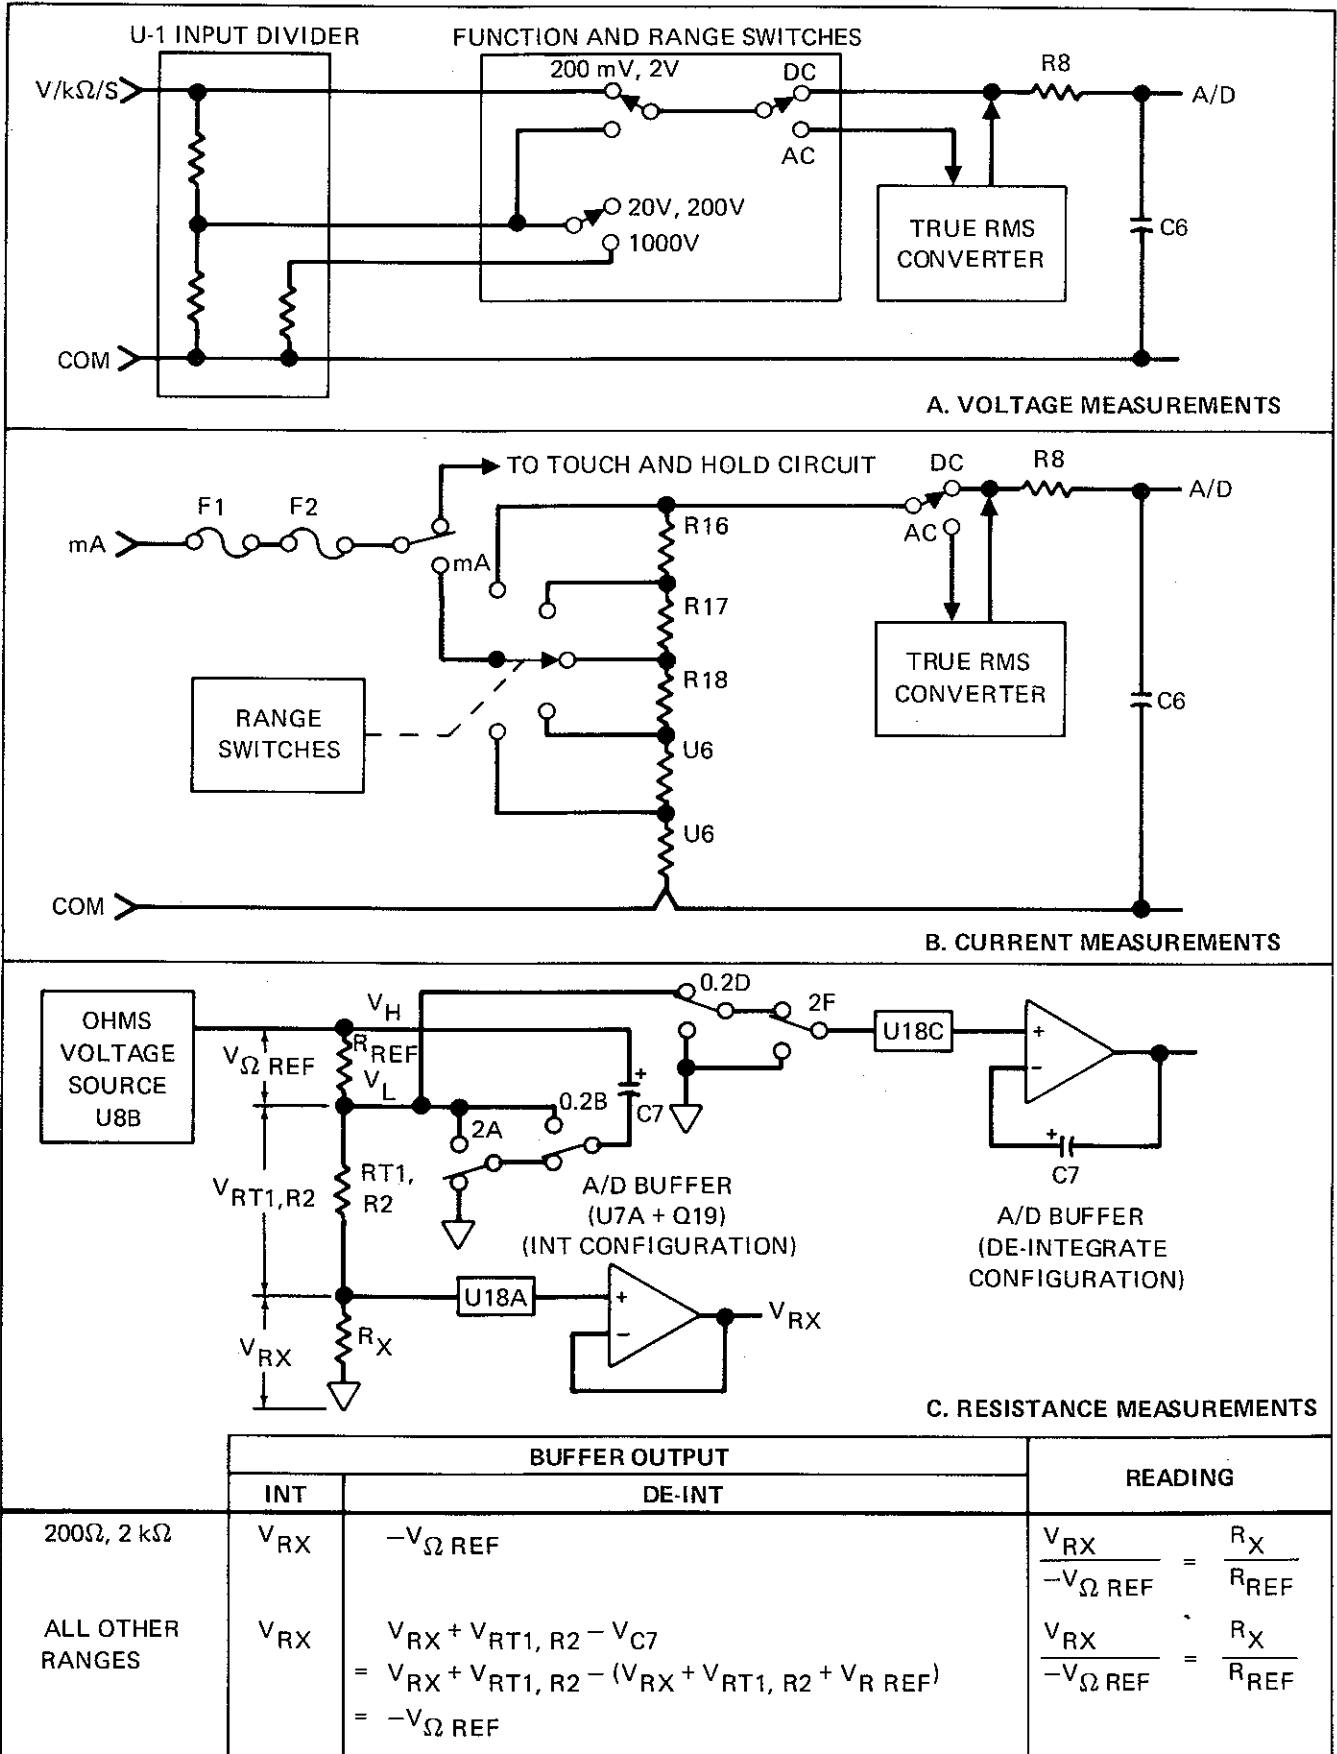 U-1 INPUT DIVIDER
FUNCTION AND RANGE SWITCHES
200 mV, 2V
DC
R8
V/kΩ/S
A/D
AC
20V, 200V
1000V
TRUE RMS
CONVERTER
C6
COM
A. VOLTAGE MEASUREMENTS
TO TOUCH AND HOLD CIRCUIT
DC
R8
F1
F2
A/D
mA
R16
AC
mA
R17
TRUE RMS
CONVERTER
R18
C6
RANGE
SWITCHES
U6
U6
COM
B. CURRENT MEASUREMENTS
0.2D
VH
2F
OHMS
VOLTAGE
SOURCE
U8B
VΩ REF
RREF
U18C
+
−
VL
+
C7
0.2B
2A
+
C7
VRT1,R2
RT1,
R2
A/D BUFFER
(U7A + Q19)
(INT CONFIGURATION)
A/D BUFFER
(DE-INTEGRATE
CONFIGURATION)
U18A
+
−
VRX
VRX
RX
C. RESISTANCE MEASUREMENTS
BUFFER OUTPUT
READING
INT
DE-INT
200Ω, 2 kΩ
VRX
−VΩ REF
VRX / −VΩ REF = RX / RREF
ALL OTHER
RANGES
VRX
VRX + VRT1, R2 − VC7
= VRX + VRT1, R2 − (VRX + VRT1, R2 + VR REF)
= −VΩ REF
VRX / −VΩ REF = RX / RREF